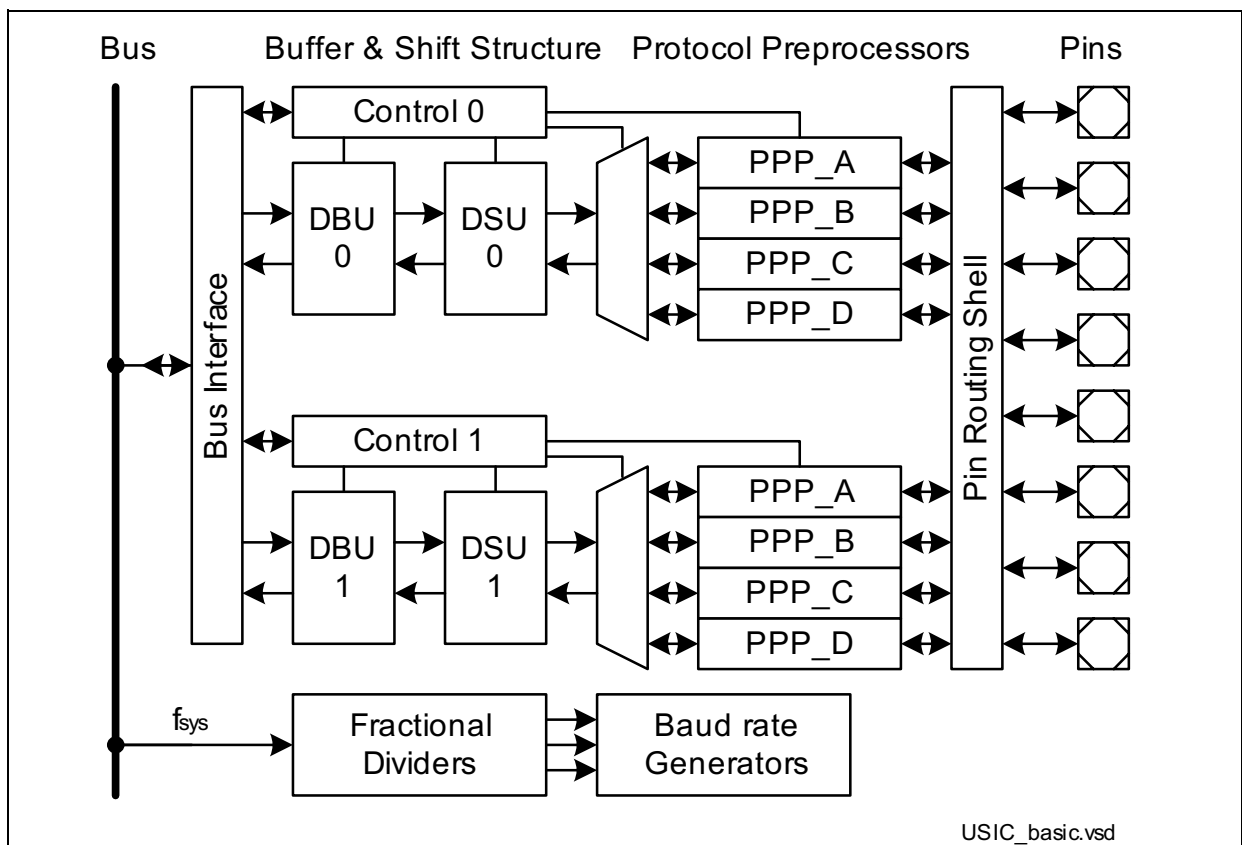 Bus
Buffer & Shift Structure
Protocol Preprocessors
Pins
Bus Interface
Control 0
DBU
0
DSU
0
PPP_A
PPP_B
PPP_C
PPP_D
Pin Routing Shell
Control 1
DBU
1
DSU
1
PPP_A
PPP_B
PPP_C
PPP_D
fsys
Fractional
Dividers
Baud rate
Generators
USIC_basic.vsd